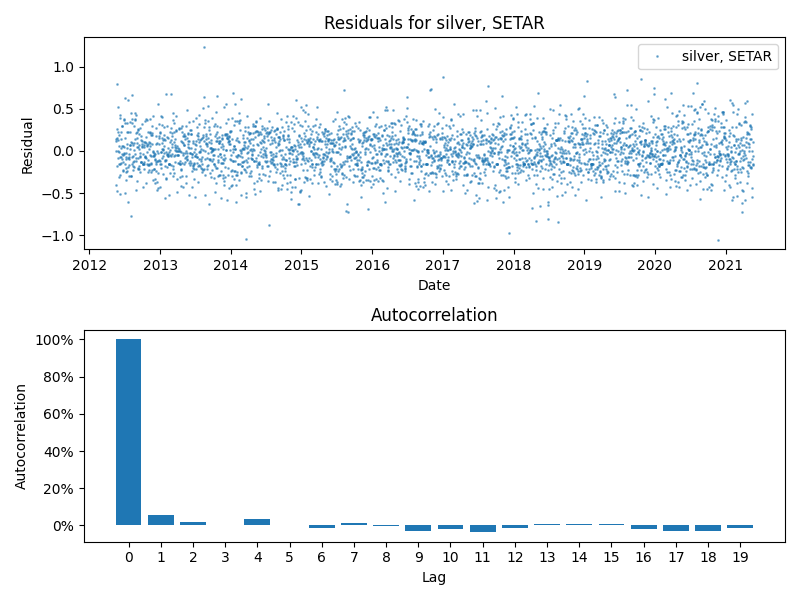 Residuals for silver, SETAR
silver, SETAR
1.0
0.5
0.0
−0.5
−1.0
Residual
2012 2013 2014 2015 2016 2017 2018 2019 2020 2021
Date
Autocorrelation
100%
80%
60%
40%
20%
0%
Autocorrelation
0 1 2 3 4 5 6 7 8 9 10 11 12 13 14 15 16 17 18 19
Lag